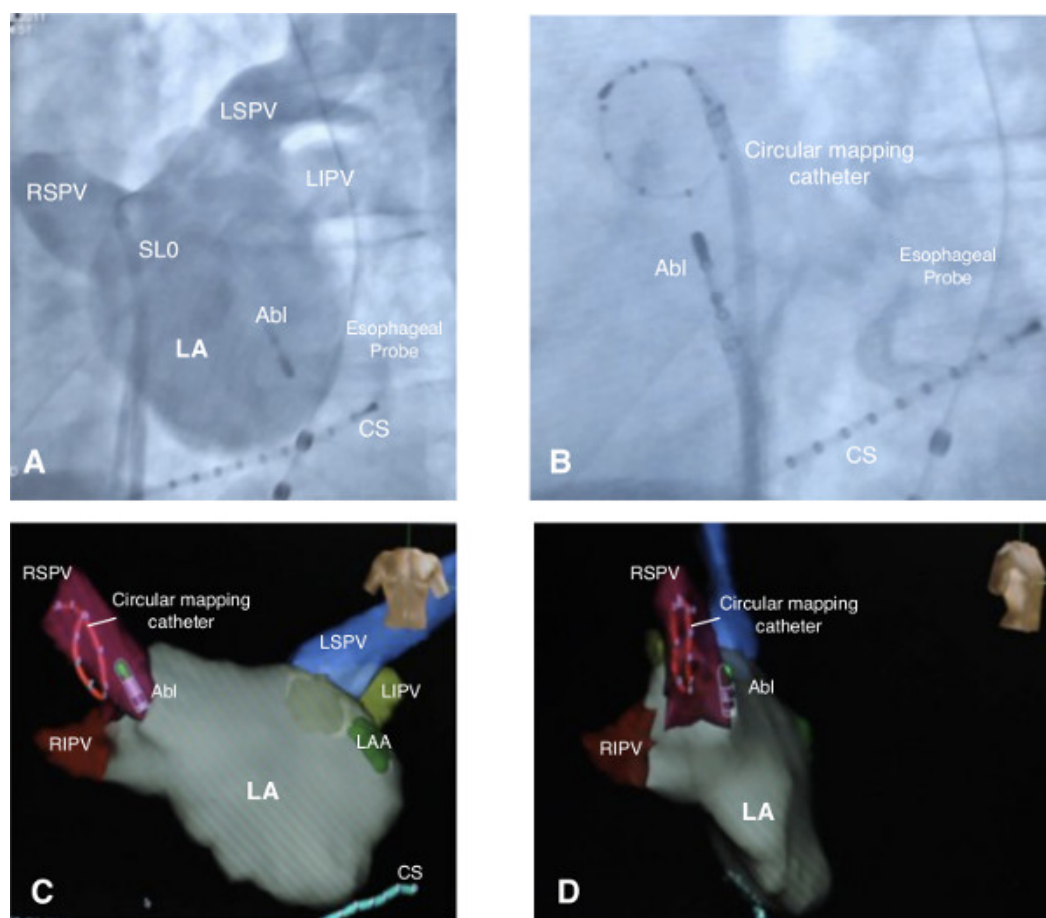 LSPV
LIPV
RSPV
SL0
Abl
LA
Esophageal
Probe
CS
A
Circular mapping
catheter
Abl
Esophageal
Probe
CS
B
RSPV
Circular mapping
catheter
LSPV
Abl
LIPV
RIPV
LAA
LA
CS
C
RSPV
Circular mapping
catheter
Abl
RIPV
LA
D